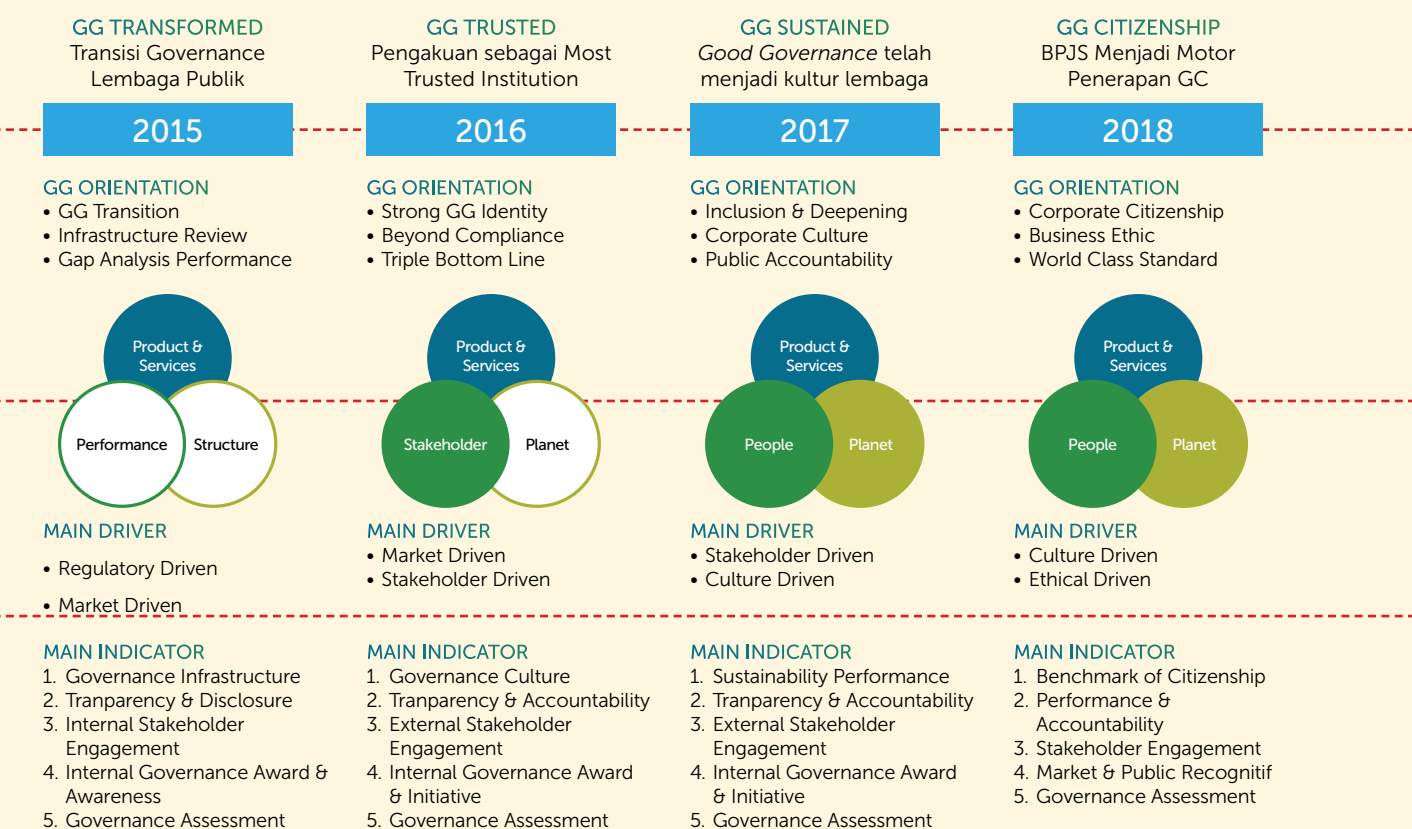 GG TRANSFORMED
Transisi Governance
Lembaga Publik
2015
GG ORIENTATION
• GG Transition
• Infrastructure Review
• Gap Analysis Performance
Product &
Services
Performance
Structure
MAIN DRIVER
• Regulatory Driven
• Market Driven
MAIN INDICATOR
1. Governance Infrastructure
2. Tranparency & Disclosure
3. Internal Stakeholder
Engagement
4. Internal Governance Award &
Awareness
5. Governance Assessment
GG TRUSTED
Pengakuan sebagai Most
Trusted Institution
2016
GG ORIENTATION
• Strong GG Identity
• Beyond Compliance
• Triple Bottom Line
Product &
Services
Stakeholder
Planet
MAIN DRIVER
• Market Driven
• Stakeholder Driven
MAIN INDICATOR
1. Governance Culture
2. Tranparency & Accountability
3. External Stakeholder
Engagement
4. Internal Governance Award
& Initiative
5. Governance Assessment
GG SUSTAINED
Good Governance telah
menjadi kultur lembaga
2017
GG ORIENTATION
• Inclusion & Deepening
• Corporate Culture
• Public Accountability
Product &
Services
People
Planet
MAIN DRIVER
• Stakeholder Driven
• Culture Driven
MAIN INDICATOR
1. Sustainability Performance
2. Tranparency & Accountability
3. External Stakeholder
Engagement
4. Internal Governance Award
& Initiative
5. Governance Assessment
GG CITIZENSHIP
BPJS Menjadi Motor
Penerapan GC
2018
GG ORIENTATION
• Corporate Citizenship
• Business Ethic
• World Class Standard
Product &
Services
People
Planet
MAIN DRIVER
• Culture Driven
• Ethical Driven
MAIN INDICATOR
1. Benchmark of Citizenship
2. Performance &
Accountability
3. Stakeholder Engagement
4. Market & Public Recognitif
5. Governance Assessment